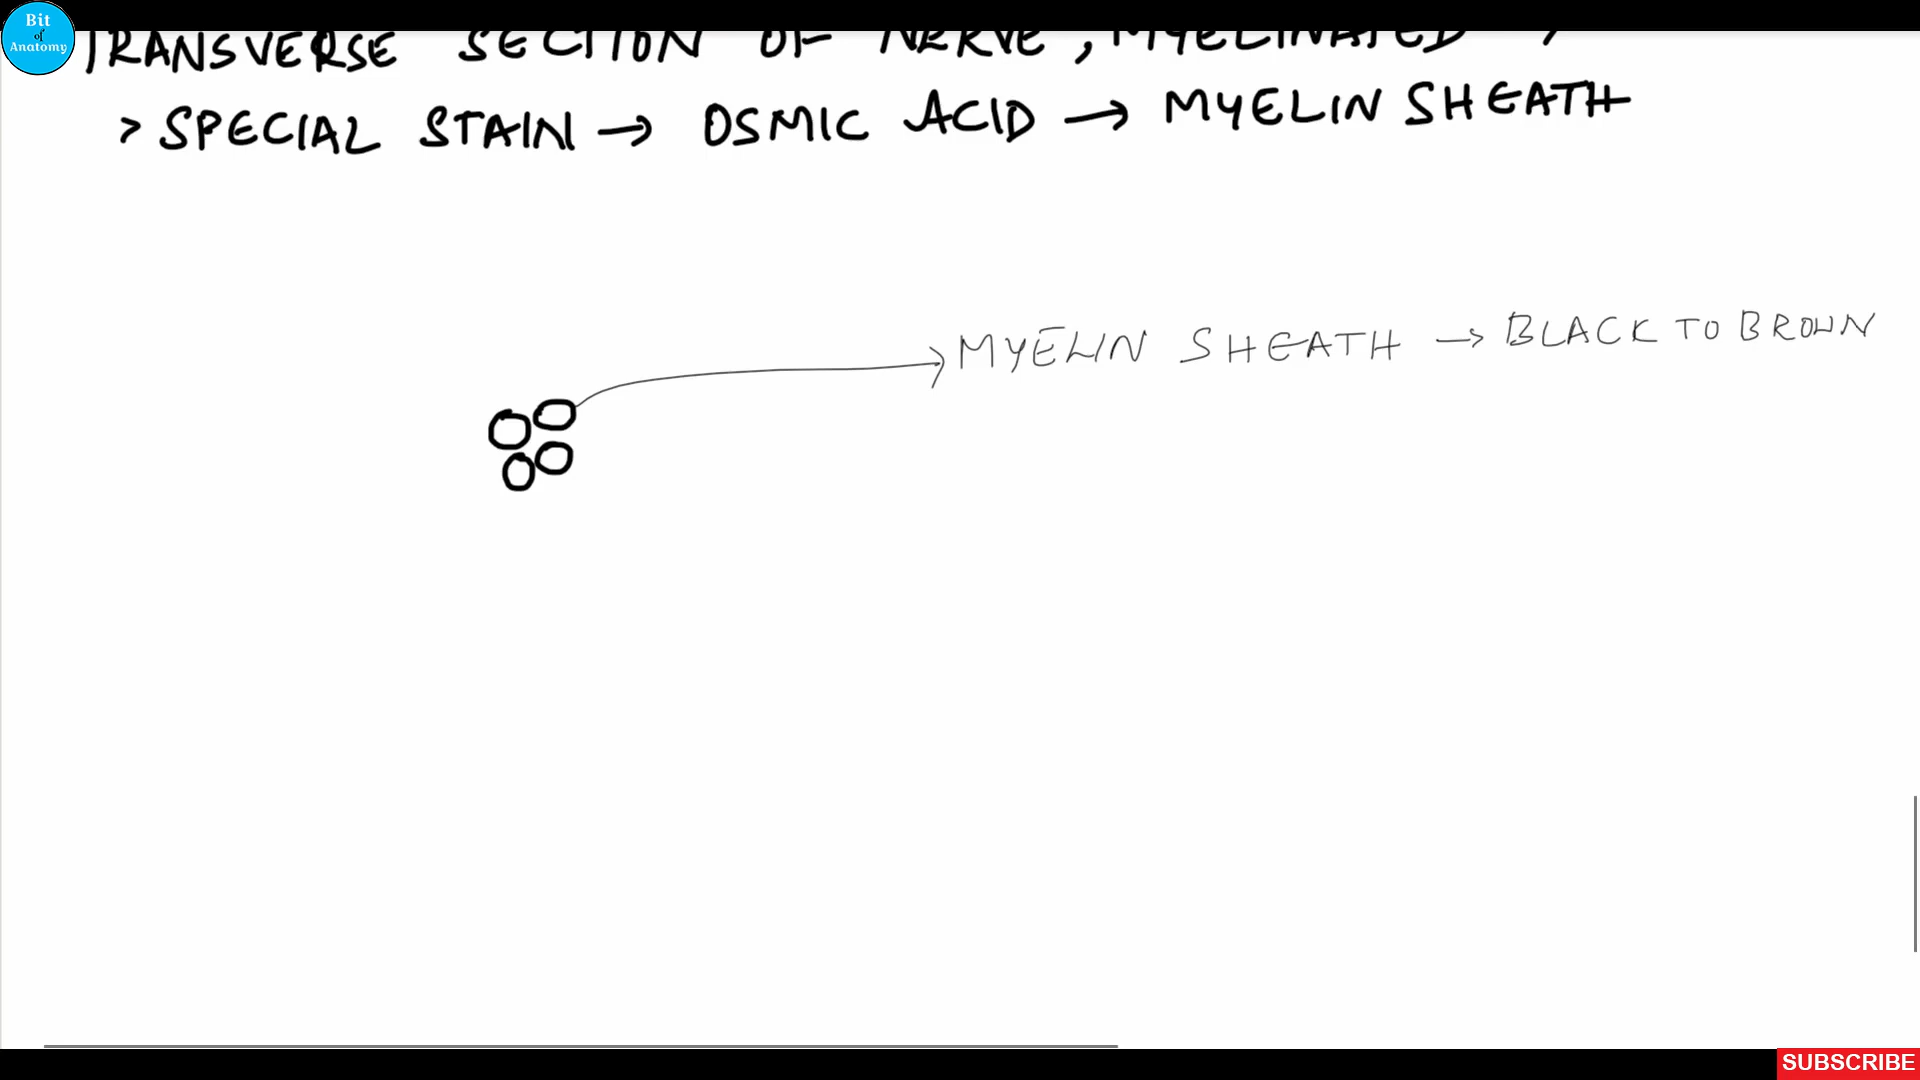 Bit
of
Anatomy
TRANSVERSE SECTION OF NERVE, MYELINATED >
> SPECIAL STAIN → OSMIC ACID → MYELIN SHEATH
MYELIN SHEATH → BLACK TO BROWN
SUBSCRIBE